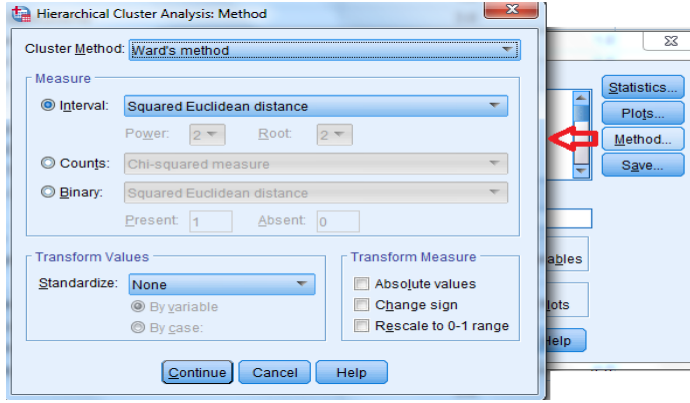 Hierarchical Cluster Analysis: Method
Cluster Method: Ward's method
Measure
Interval: Squared Euclidean distance
Power: 2 Root: 2
Counts: Chi-squared measure
Binary: Squared Euclidean distance
Present: 1 Absent: 0
Transform Values
Standardize: None
By variable
By case:
Transform Measure
Absolute values
Change sign
Rescale to 0-1 range
Continue Cancel Help
Statistics...
Plots...
Method...
Save...
ables
lots
Help